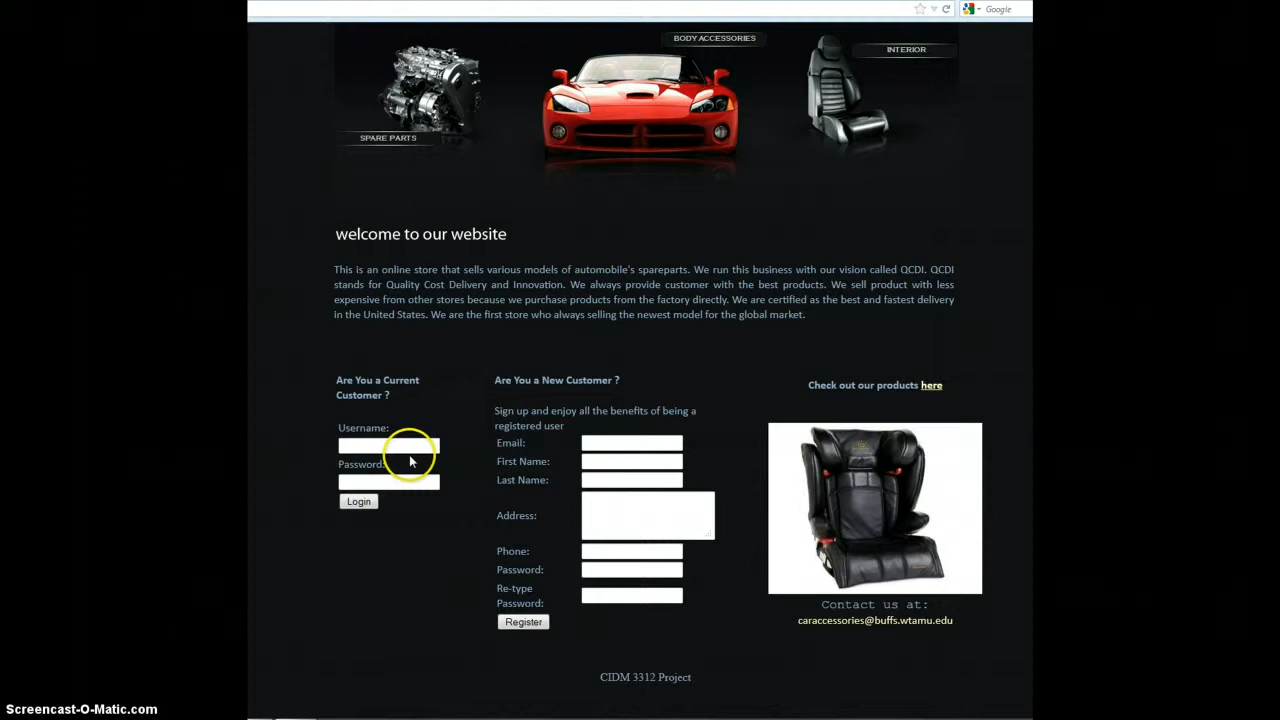 Google
BODY ACCESSORIES
INTERIOR
SPARE PARTS
welcome to our website
This is an online store that sells various models of automobile's spareparts. We run this business with our vision called QCDI. QCDI
stands for Quality Cost Delivery and Innovation. We always provide customer with the best products. We sell product with less
expensive from other stores because we purchase products from the factory directly. We are certified as the best and fastest delivery
in the United States. We are the first store who always selling the newest model for the global market.
Are You a Current
Customer ?
Username:
Password:
Login
Are You a New Customer ?
Sign up and enjoy all the benefits of being a
registered user
Email:
First Name:
Last Name:
Address:
Phone:
Password:
Re-type
Password:
Register
Check out our products here
Contact us at:
caraccessories@buffs.wtamu.edu
CIDM 3312 Project
Screencast-O-Matic.com